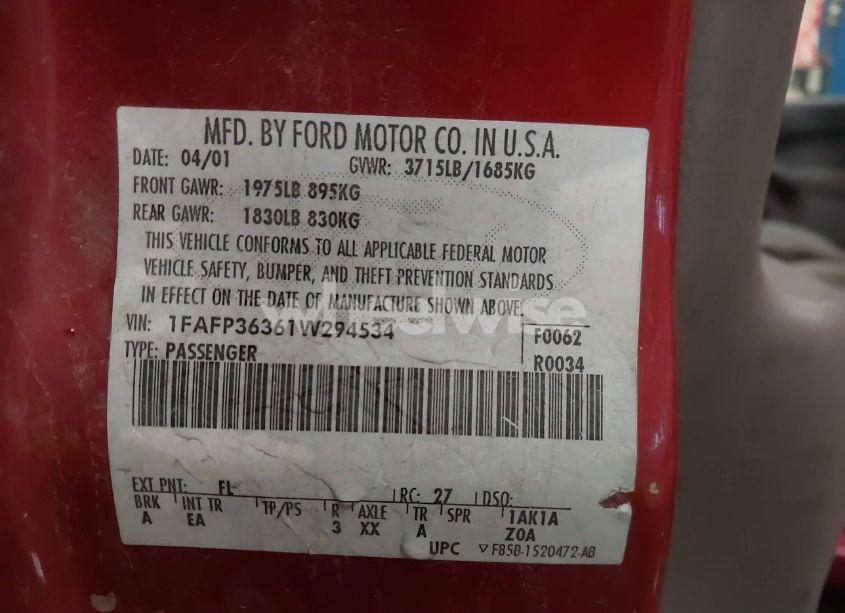 MFD. BY FORD MOTOR CO. IN U.S.A.
DATE: 04/01 GVWR: 3715LB/1685KG
FRONT GAWR: 1975LB 895KG
REAR GAWR: 1830LB 830KG
THIS VEHICLE CONFORMS TO ALL APPLICABLE FEDERAL MOTOR
VEHICLE SAFETY, BUMPER, AND THEFT PREVENTION STANDARDS
IN EFFECT ON THE DATE OF MANUFACTURE SHOWN ABOVE.
VIN: 1FAFP36361W294534 F0062
TYPE: PASSENGER R0034
EXT PNT: FL RC: 27 DSO:
BRK INT TR TP/PS R AXLE TR SPR 1AK1A
A EA 3 XX A Z0A
UPC F85B-1520472-AB